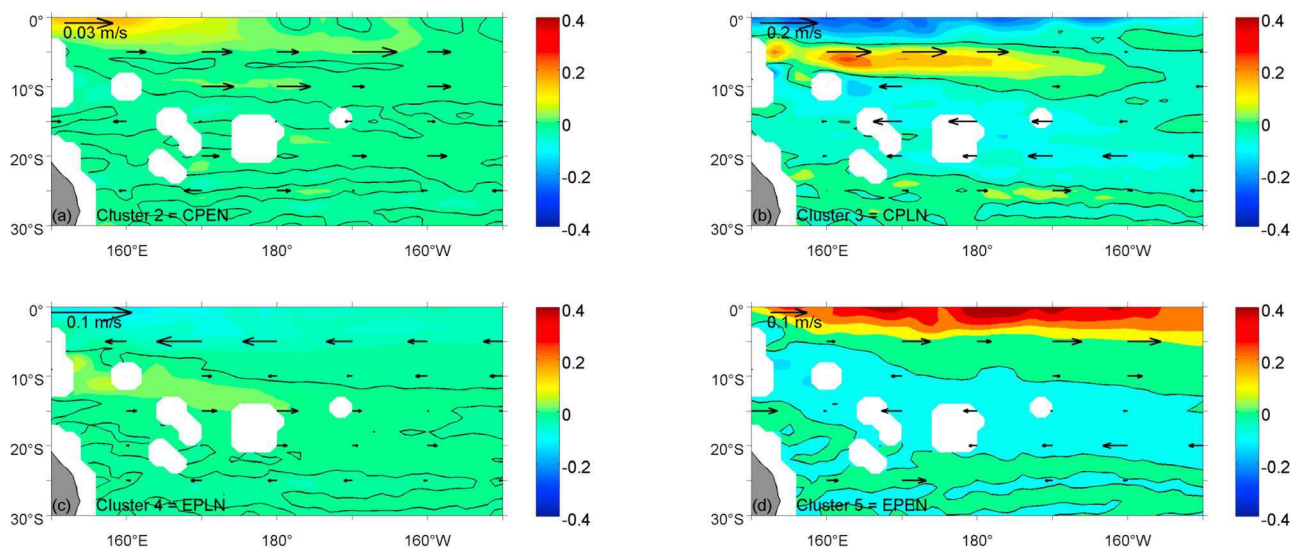 0°
0.03 m/s
10°S
20°S
(a) Cluster 2 = CPEN
30°S
160°E 180° 160°W
0.4
0.2
0
-0.2
-0.4
0°
0.2 m/s
10°S
20°S
(b) Cluster 3 = CPLN
30°S
160°E 180° 160°W
0.4
0.2
0
-0.2
-0.4
0°
0.1 m/s
10°S
20°S
(c) Cluster 4 = EPLN
30°S
160°E 180° 160°W
0.4
0.2
0
-0.2
-0.4
0°
0.1 m/s
10°S
20°S
(d) Cluster 5 = EPEN
30°S
160°E 180° 160°W
0.4
0.2
0
-0.2
-0.4